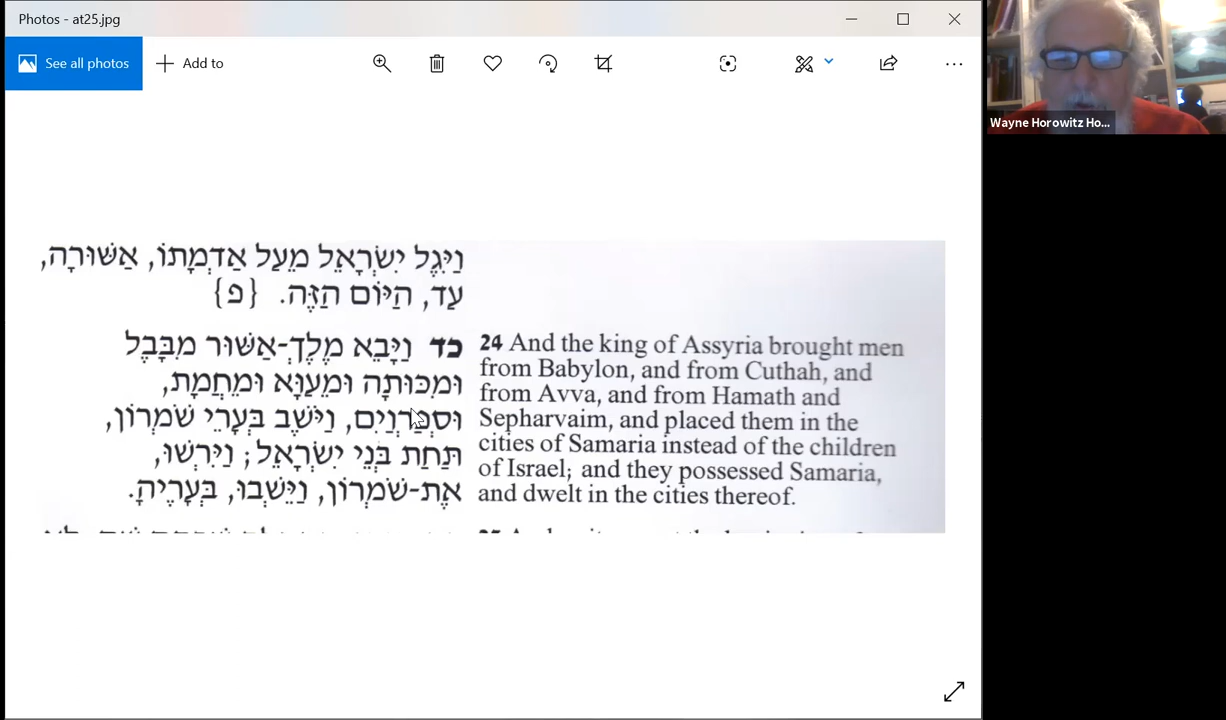 Photos - at25.jpg
See all photos
Add to
Wayne Horowitz Ho...
וַיִּגֶל יִשְׂרָאֵל מֵעַל אַדְמָתוֹ, אַשּׁוּרָה,
עַד, הַיּוֹם הַזֶּה. {פ}
כד וַיָּבֵא מֶלֶךְ-אַשּׁוּר מִבָּבֶל
וּמִכּוּתָה וּמֵעַוָּא וּמֵחֲמָת,
וּסְפַרְוַיִם, וַיֹּשֶׁב בְּעָרֵי שֹׁמְרוֹן,
תַּחַת בְּנֵי יִשְׂרָאֵל; וַיִּרְשׁוּ,
אֶת-שֹׁמְרוֹן, וַיֵּשְׁבוּ, בְּעָרֶיהָ.
24 And the king of Assyria brought men
from Babylon, and from Cuthah, and
from Avva, and from Hamath and
Sepharvaim, and placed them in the
cities of Samaria instead of the children
of Israel; and they possessed Samaria,
and dwelt in the cities thereof.